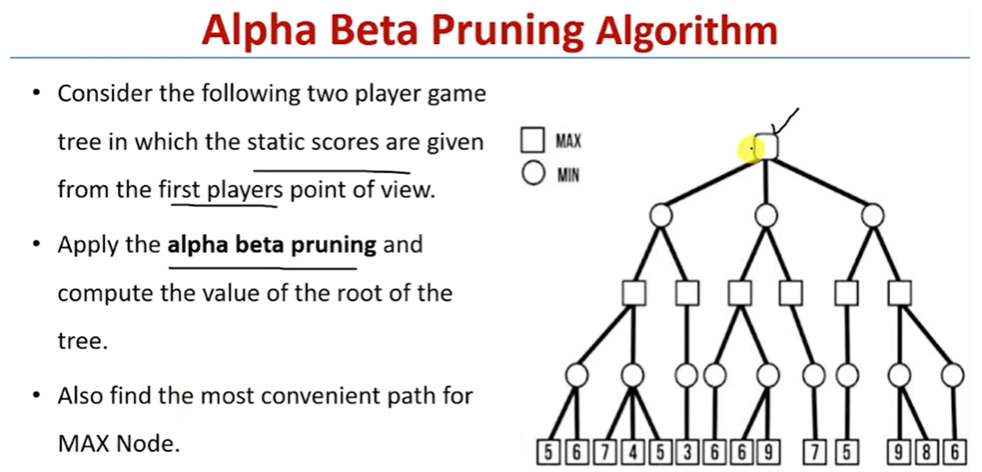 Alpha Beta Pruning Algorithm
• Consider the following two player game
tree in which the static scores are given
from the first players point of view.
• Apply the alpha beta pruning and
compute the value of the root of the
tree.
• Also find the most convenient path for
MAX Node.
MAX
MIN
5 6 7 4 5 3 6 6 9 7 5 9 8 6